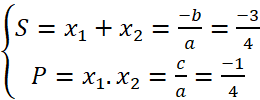 S = x₁ + x₂ = -b/a = -3/4
P = x₁. x₂ = c/a = -1/4